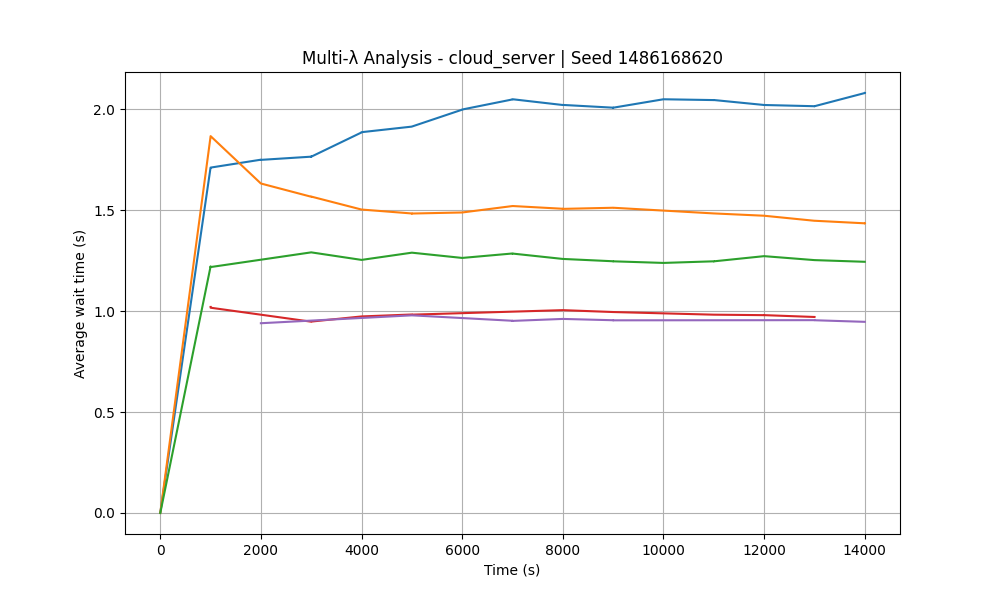 Multi-λ Analysis - cloud_server | Seed 1486168620
Average wait time (s)
2.0
1.5
1.0
0.5
0.0
0 2000 4000 6000 8000 10000 12000 14000
Time (s)